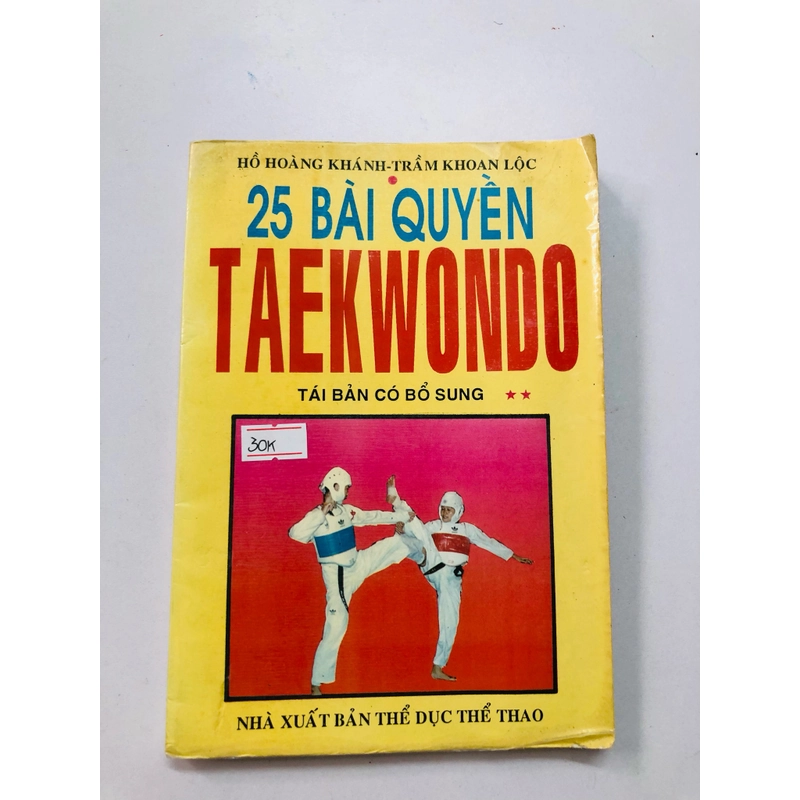 HỒ HOÀNG KHÁNH-TRẦM KHOAN LỘC
25 BÀI QUYỀN
TAEKWONDO
TÁI BẢN CÓ BỔ SUNG ★★
30K
NHÀ XUẤT BẢN THỂ DỤC THỂ THAO